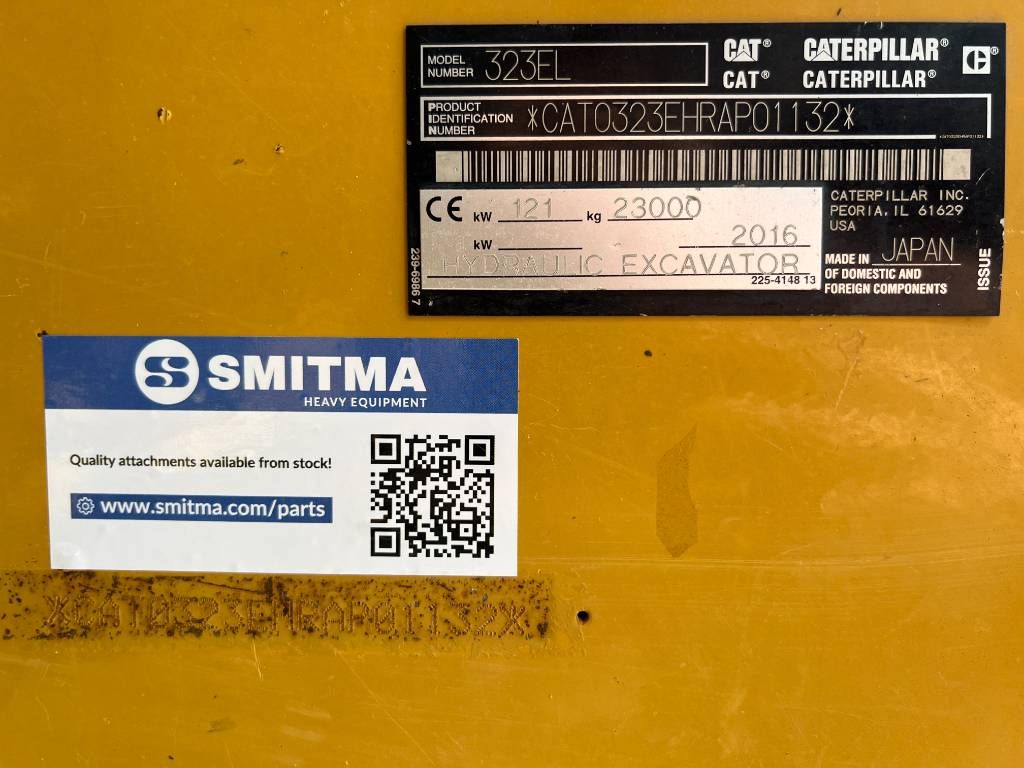 MODEL NUMBER 323EL
CAT® CATERPILLAR®
CAT® CATERPILLAR®
PRODUCT IDENTIFICATION NUMBER *CAT0323EHRAP01132*
*CAT0323EHRAP01132*
CE kW 121 kg 23000
kW 2016
HYDRAULIC EXCAVATOR
225-4148 13
239-6986 7
CATERPILLAR INC.
PEORIA, IL 61629
USA
MADE IN JAPAN
OF DOMESTIC AND
FOREIGN COMPONENTS
ISSUE
SMITMA
HEAVY EQUIPMENT
Quality attachments available from stock!
www.smitma.com/parts
*CAT0323EHRAP01132*